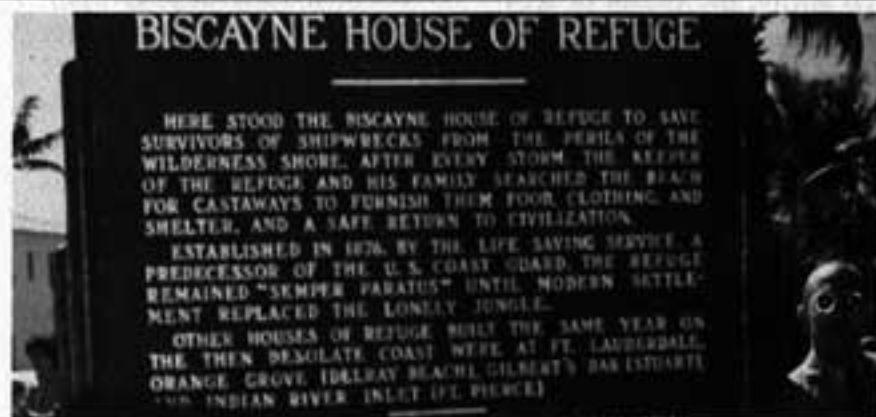 BISCAYNE HOUSE OF REFUGE
HERE STOOD THE BISCAYNE HOUSE OF REFUGE TO SAVE
SURVIVORS OF SHIPWRECKS FROM THE PERILS OF THE
WILDERNESS SHORE. AFTER EVERY STORM THE KEEPER
OF THE REFUGE AND HIS FAMILY SEARCHED THE BEACH
FOR CASTAWAYS TO FURNISH THEM FOOD, CLOTHING, AND
SHELTER, AND A SAFE RETURN TO CIVILIZATION.
ESTABLISHED IN 1876, BY THE LIFE SAVING SERVICE, A
PREDECESSOR OF THE U.S. COAST GUARD, THE REFUGE
REMAINED "SEMPER PARATUS" UNTIL MODERN SETTLE-
MENT REPLACED THE LONELY JUNGLE.
OTHER HOUSES OF REFUGE BUILT THE SAME YEAR ON
THE THEN DESOLATE COAST WERE AT FT. LAUDERDALE,
ORANGE GROVE (DELRAY BEACH), GILBERT'S BAR (STUART),
AND INDIAN RIVER INLET (FT. PIERCE)